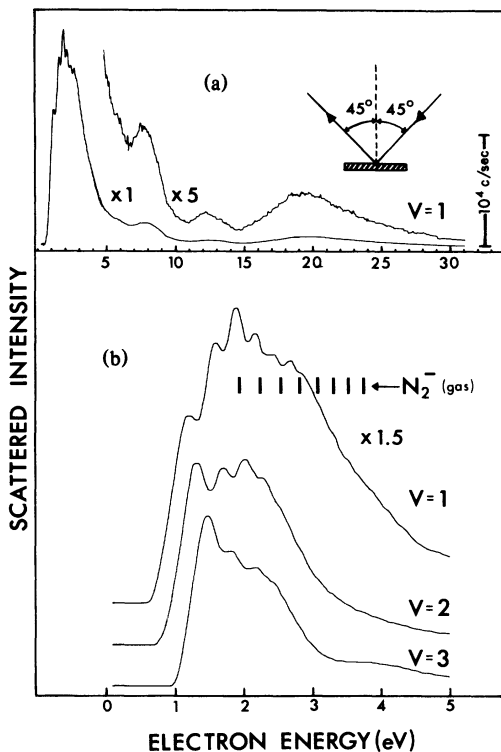 (a)
45° 45°
x1
x5
V=1
10⁴ c/sec
5 10 15 20 25 30
(b)
N₂⁻ (gas)
x1.5
V=1
V=2
V=3
0 1 2 3 4 5
SCATTERED INTENSITY
ELECTRON ENERGY (eV)